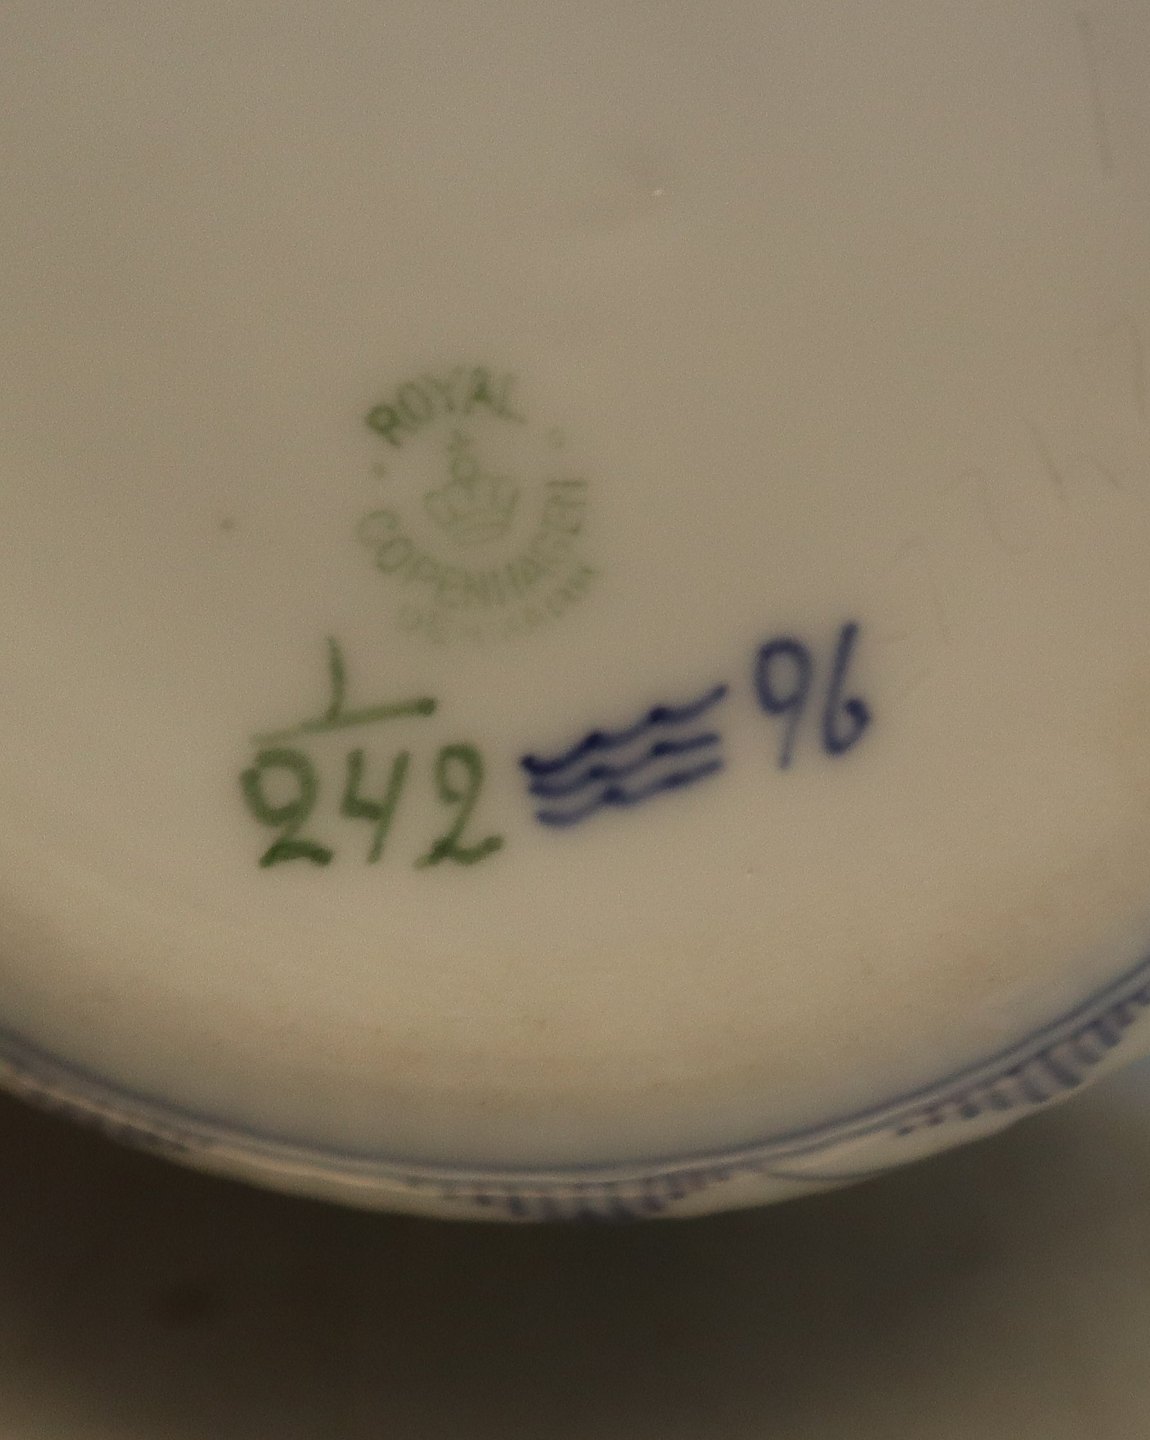 ROYAL
COPENHAGEN
1
242 96